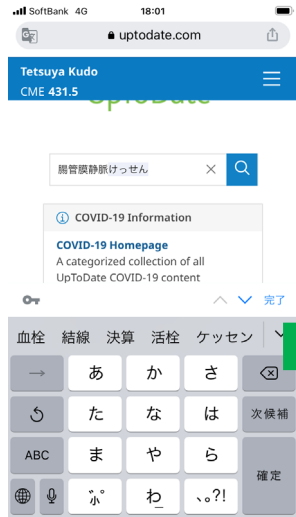 SoftBank 4G 18:01
uptodate.com
Tetsuya Kudo
CME 431.5
UpToDate
腸管膜静脈けっせん
COVID-19 Information
COVID-19 Homepage
A categorized collection of all
UpToDate COVID-19 content
完了
血栓 結線 決算 活栓 ケッセン
→ あ か さ
た な は 次候補
ABC ま や ら
わ 、。?! 確定